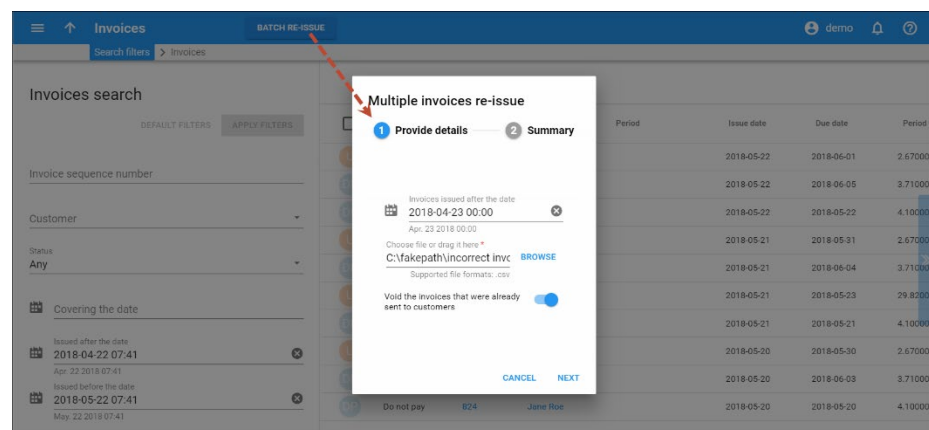 Invoices
BATCH RE-ISSUE
demo
Search filters > Invoices
Invoices search
DEFAULT FILTERS APPLY FILTERS
Invoice sequence number
Customer
Status
Any
Covering the date
Issued after the date
2018-04-22 07:41
Apr. 22 2018 07:41
Issued before the date
2018-05-22 07:41
May. 22 2018 07:41
Multiple invoices re-issue
1 Provide details 2 Summary
Invoices issued after the date
2018-04-23 00:00
Apr. 23 2018 00:00
Choose file or drag it here *
C:\fakepath\incorrect invc
BROWSE
Supported file formats: .csv
Void the invoices that were already
sent to customers
CANCEL NEXT
Period Issue date Due date Period
2018-05-22 2018-06-01 2.67000
2018-05-22 2018-06-05 3.71000
2018-05-22 2018-05-22 4.10000
2018-05-21 2018-05-31 2.67000
2018-05-21 2018-06-04 3.71000
2018-05-21 2018-05-23 29.8200
2018-05-21 2018-05-21 4.10000
2018-05-20 2018-05-30 2.67000
2018-05-20 2018-06-03 3.71000
Do not pay 824 Jane Roe 2018-05-20 2018-05-20 4.10000